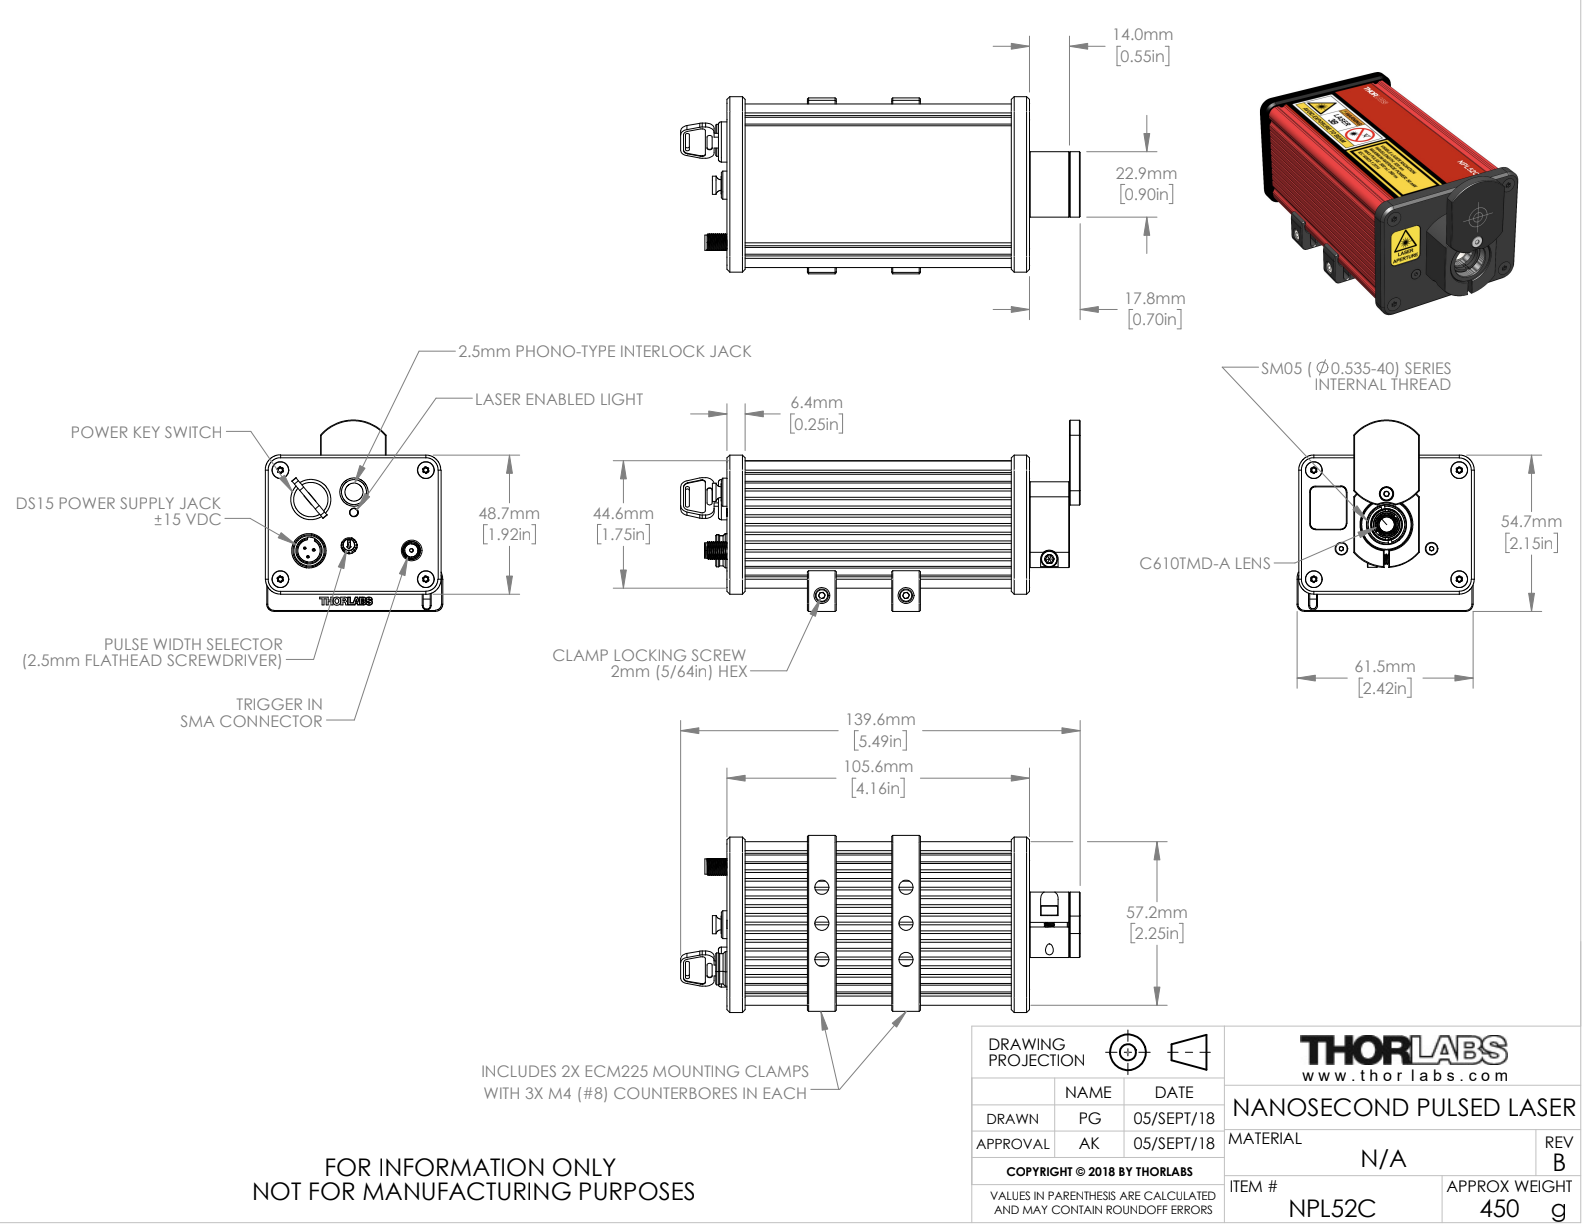 14.0mm
[0.55in]
22.9mm
[0.90in]
17.8mm
[0.70in]
THORLABS
LASER
NPL52C
LASER
APERTURE
2.5mm PHONO-TYPE INTERLOCK JACK
LASER ENABLED LIGHT
POWER KEY SWITCH
DS15 POWER SUPPLY JACK
±15 VDC
48.7mm
[1.92in]
THORLABS
PULSE WIDTH SELECTOR
(2.5mm FLATHEAD SCREWDRIVER)
TRIGGER IN
SMA CONNECTOR
6.4mm
[0.25in]
44.6mm
[1.75in]
CLAMP LOCKING SCREW
2mm (5/64in) HEX
SM05 (Ø0.535-40) SERIES
INTERNAL THREAD
C610TMD-A LENS
54.7mm
[2.15in]
61.5mm
[2.42in]
139.6mm
[5.49in]
105.6mm
[4.16in]
57.2mm
[2.25in]
INCLUDES 2X ECM225 MOUNTING CLAMPS
WITH 3X M4 (#8) COUNTERBORES IN EACH
FOR INFORMATION ONLY
NOT FOR MANUFACTURING PURPOSES
DRAWING
PROJECTION
NAME DATE
DRAWN PG 05/SEPT/18
APPROVAL AK 05/SEPT/18
COPYRIGHT © 2018 BY THORLABS
VALUES IN PARENTHESIS ARE CALCULATED
AND MAY CONTAIN ROUNDOFF ERRORS
THORLABS
www.thorlabs.com
NANOSECOND PULSED LASER
MATERIAL
N/A
REV
B
ITEM #
NPL52C
APPROX WEIGHT
450 g